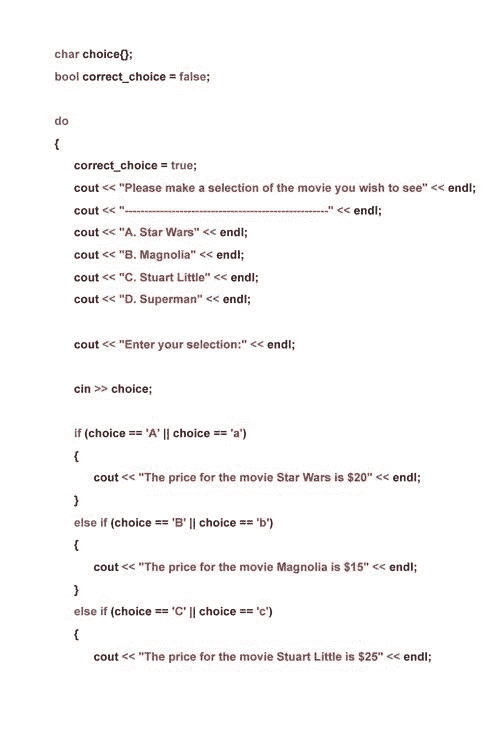 char choice{};
bool correct_choice = false;
do
{
correct_choice = true;
cout << "Please make a selection of the movie you wish to see" << endl;
cout << "----------------------------------------------------" << endl;
cout << "A. Star Wars" << endl;
cout << "B. Magnolia" << endl;
cout << "C. Stuart Little" << endl;
cout << "D. Superman" << endl;
cout << "Enter your selection:" << endl;
cin >> choice;
if (choice == 'A' || choice == 'a')
{
cout << "The price for the movie Star Wars is $20" << endl;
}
else if (choice == 'B' || choice == 'b')
{
cout << "The price for the movie Magnolia is $15" << endl;
}
else if (choice == 'C' || choice == 'c')
{
cout << "The price for the movie Stuart Little is $25" << endl;